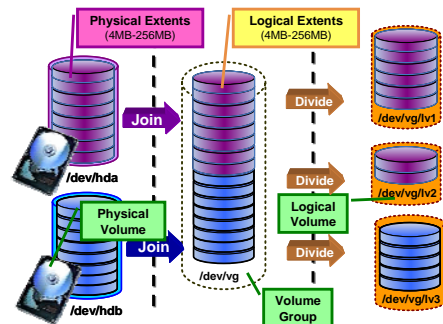 Physical Extents
(4MB-256MB)
Logical Extents
(4MB-256MB)
Join
Divide
/dev/vg/lv1
/dev/hda
Divide
/dev/vg/lv2
Physical
Volume
Logical
Volume
Join
Divide
/dev/hdb
/dev/vg
Volume
Group
/dev/vg/lv3